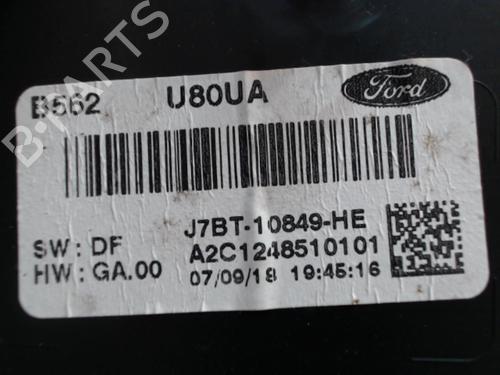 B-PARTS
B562 U80UA Ford
J7BT-10849-HE
SW: DF A2C1248510101
HW: GA.00 07/09/18 19:45:16